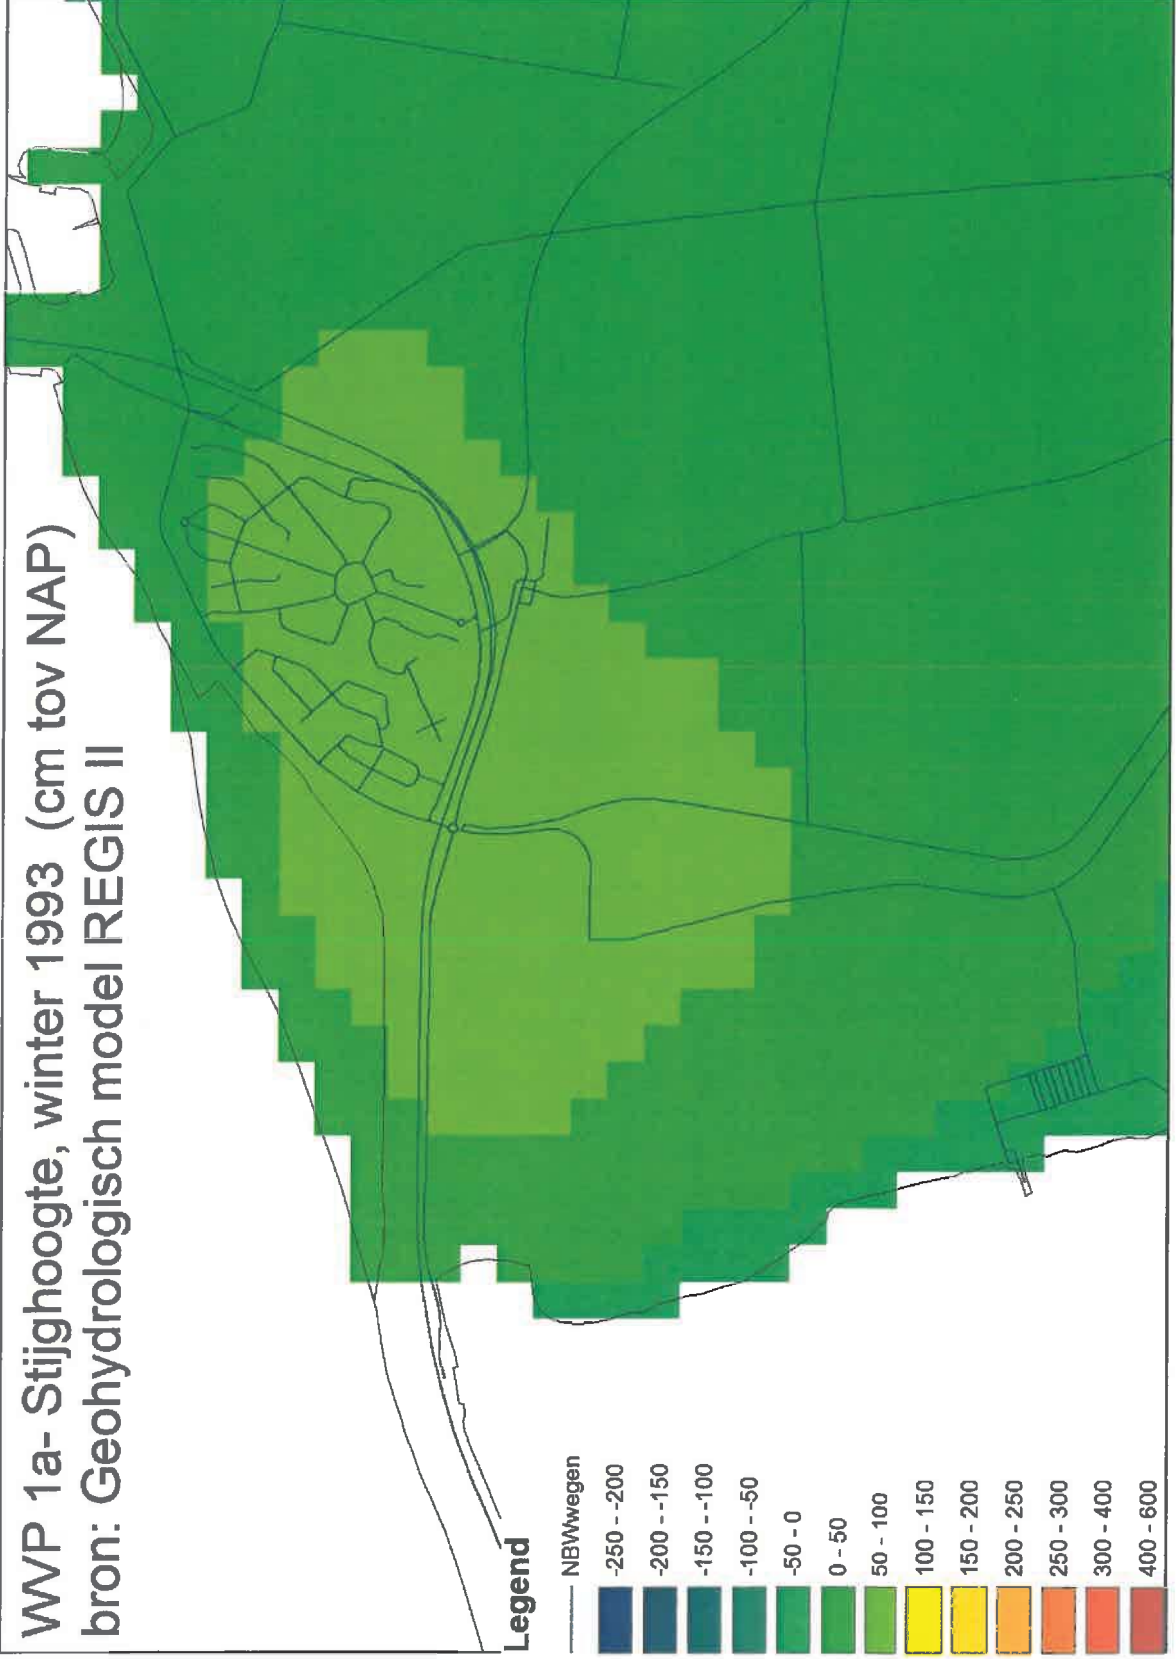 WVP 1a- Stijghoogte, winter 1993 (cm tov NAP)
bron: Geohydrologisch model REGIS II
Legend
NBWwegen
-250 - -200
-200 - -150
-150 - -100
-100 - -50
-50 - 0
0 - 50
50 - 100
100 - 150
150 - 200
200 - 250
250 - 300
300 - 400
400 - 600